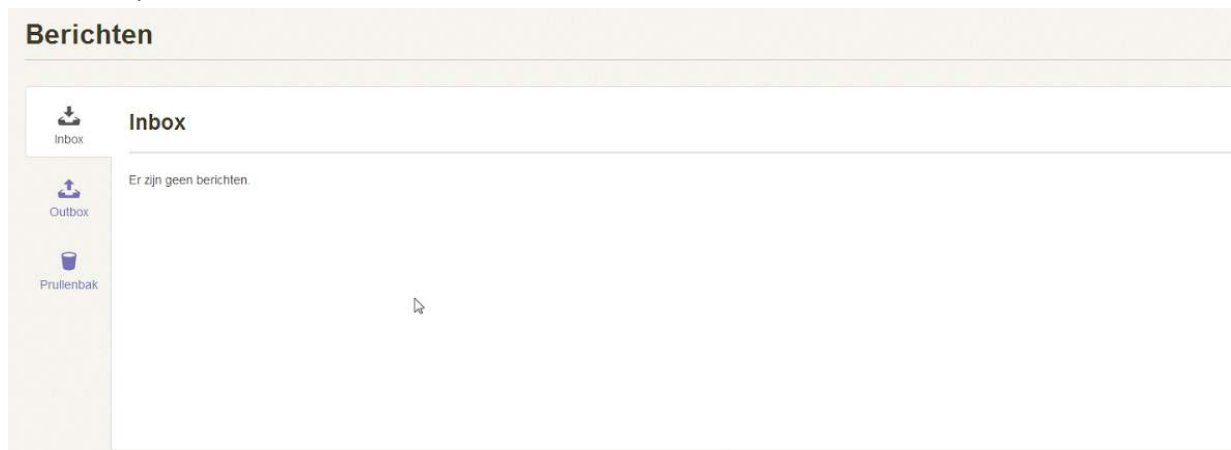 Berichten
Inbox
Inbox
Er zijn geen berichten.
Outbox
Prullenbak